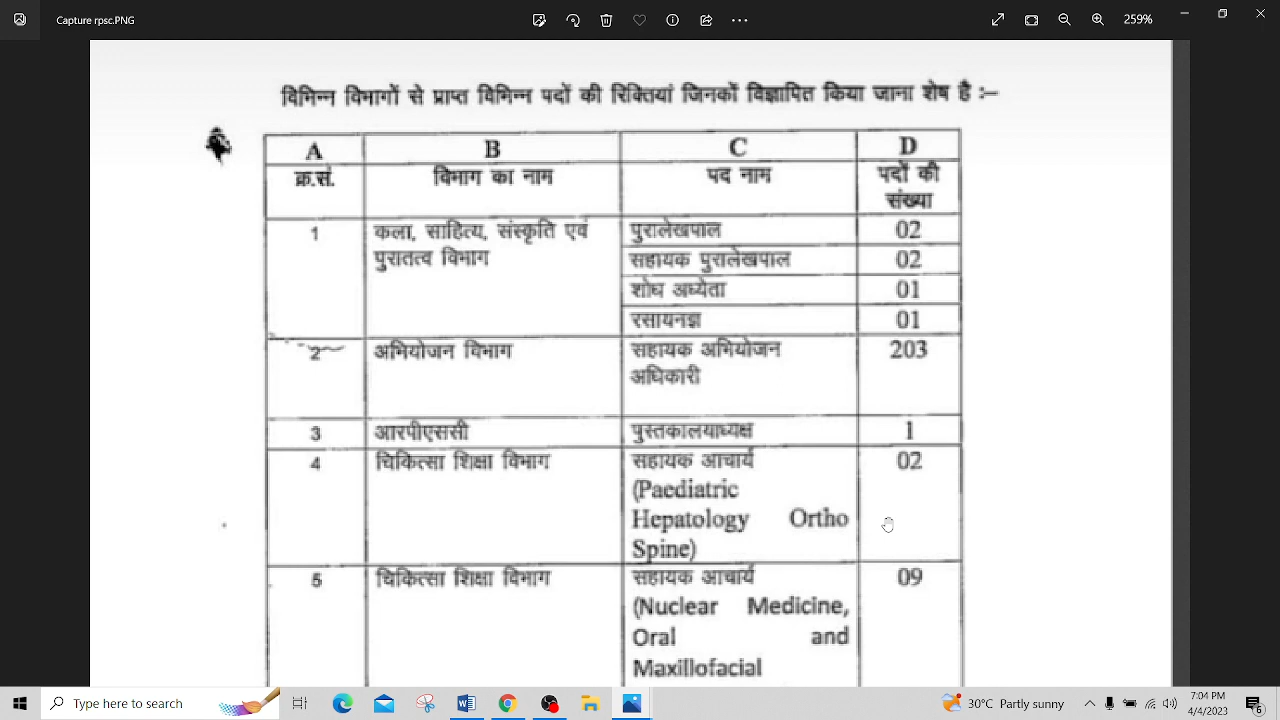 Capture rpsc.PNG
259%
विभिन्न विभागों से प्राप्त विभिन्न पदों की रिक्तियां जिनकों विज्ञापित किया जाना शेष है :–
A B C D
क्र.सं. विभाग का नाम पद नाम पदों की
संख्या
1 कला, साहित्य, संस्कृति एवं पुरालेखपाल 02
पुरातत्व विभाग सहायक पुरालेखपाल 02
शोध अध्येता 01
रसायनज्ञ 01
2 अभियोजन विभाग सहायक अभियोजन 203
अधिकारी
3 आरपीएससी पुस्तकालयाध्यक्ष 1
4 चिकित्सा शिक्षा विभाग सहायक आचार्य 02
(Paediatric
Hepatology Ortho
Spine)
5 चिकित्सा शिक्षा विभाग सहायक आचार्य 09
(Nuclear Medicine,
Oral and
Maxillofacial
Type here to search
30°C Partly sunny
7:04 PM
4/4/2023
6